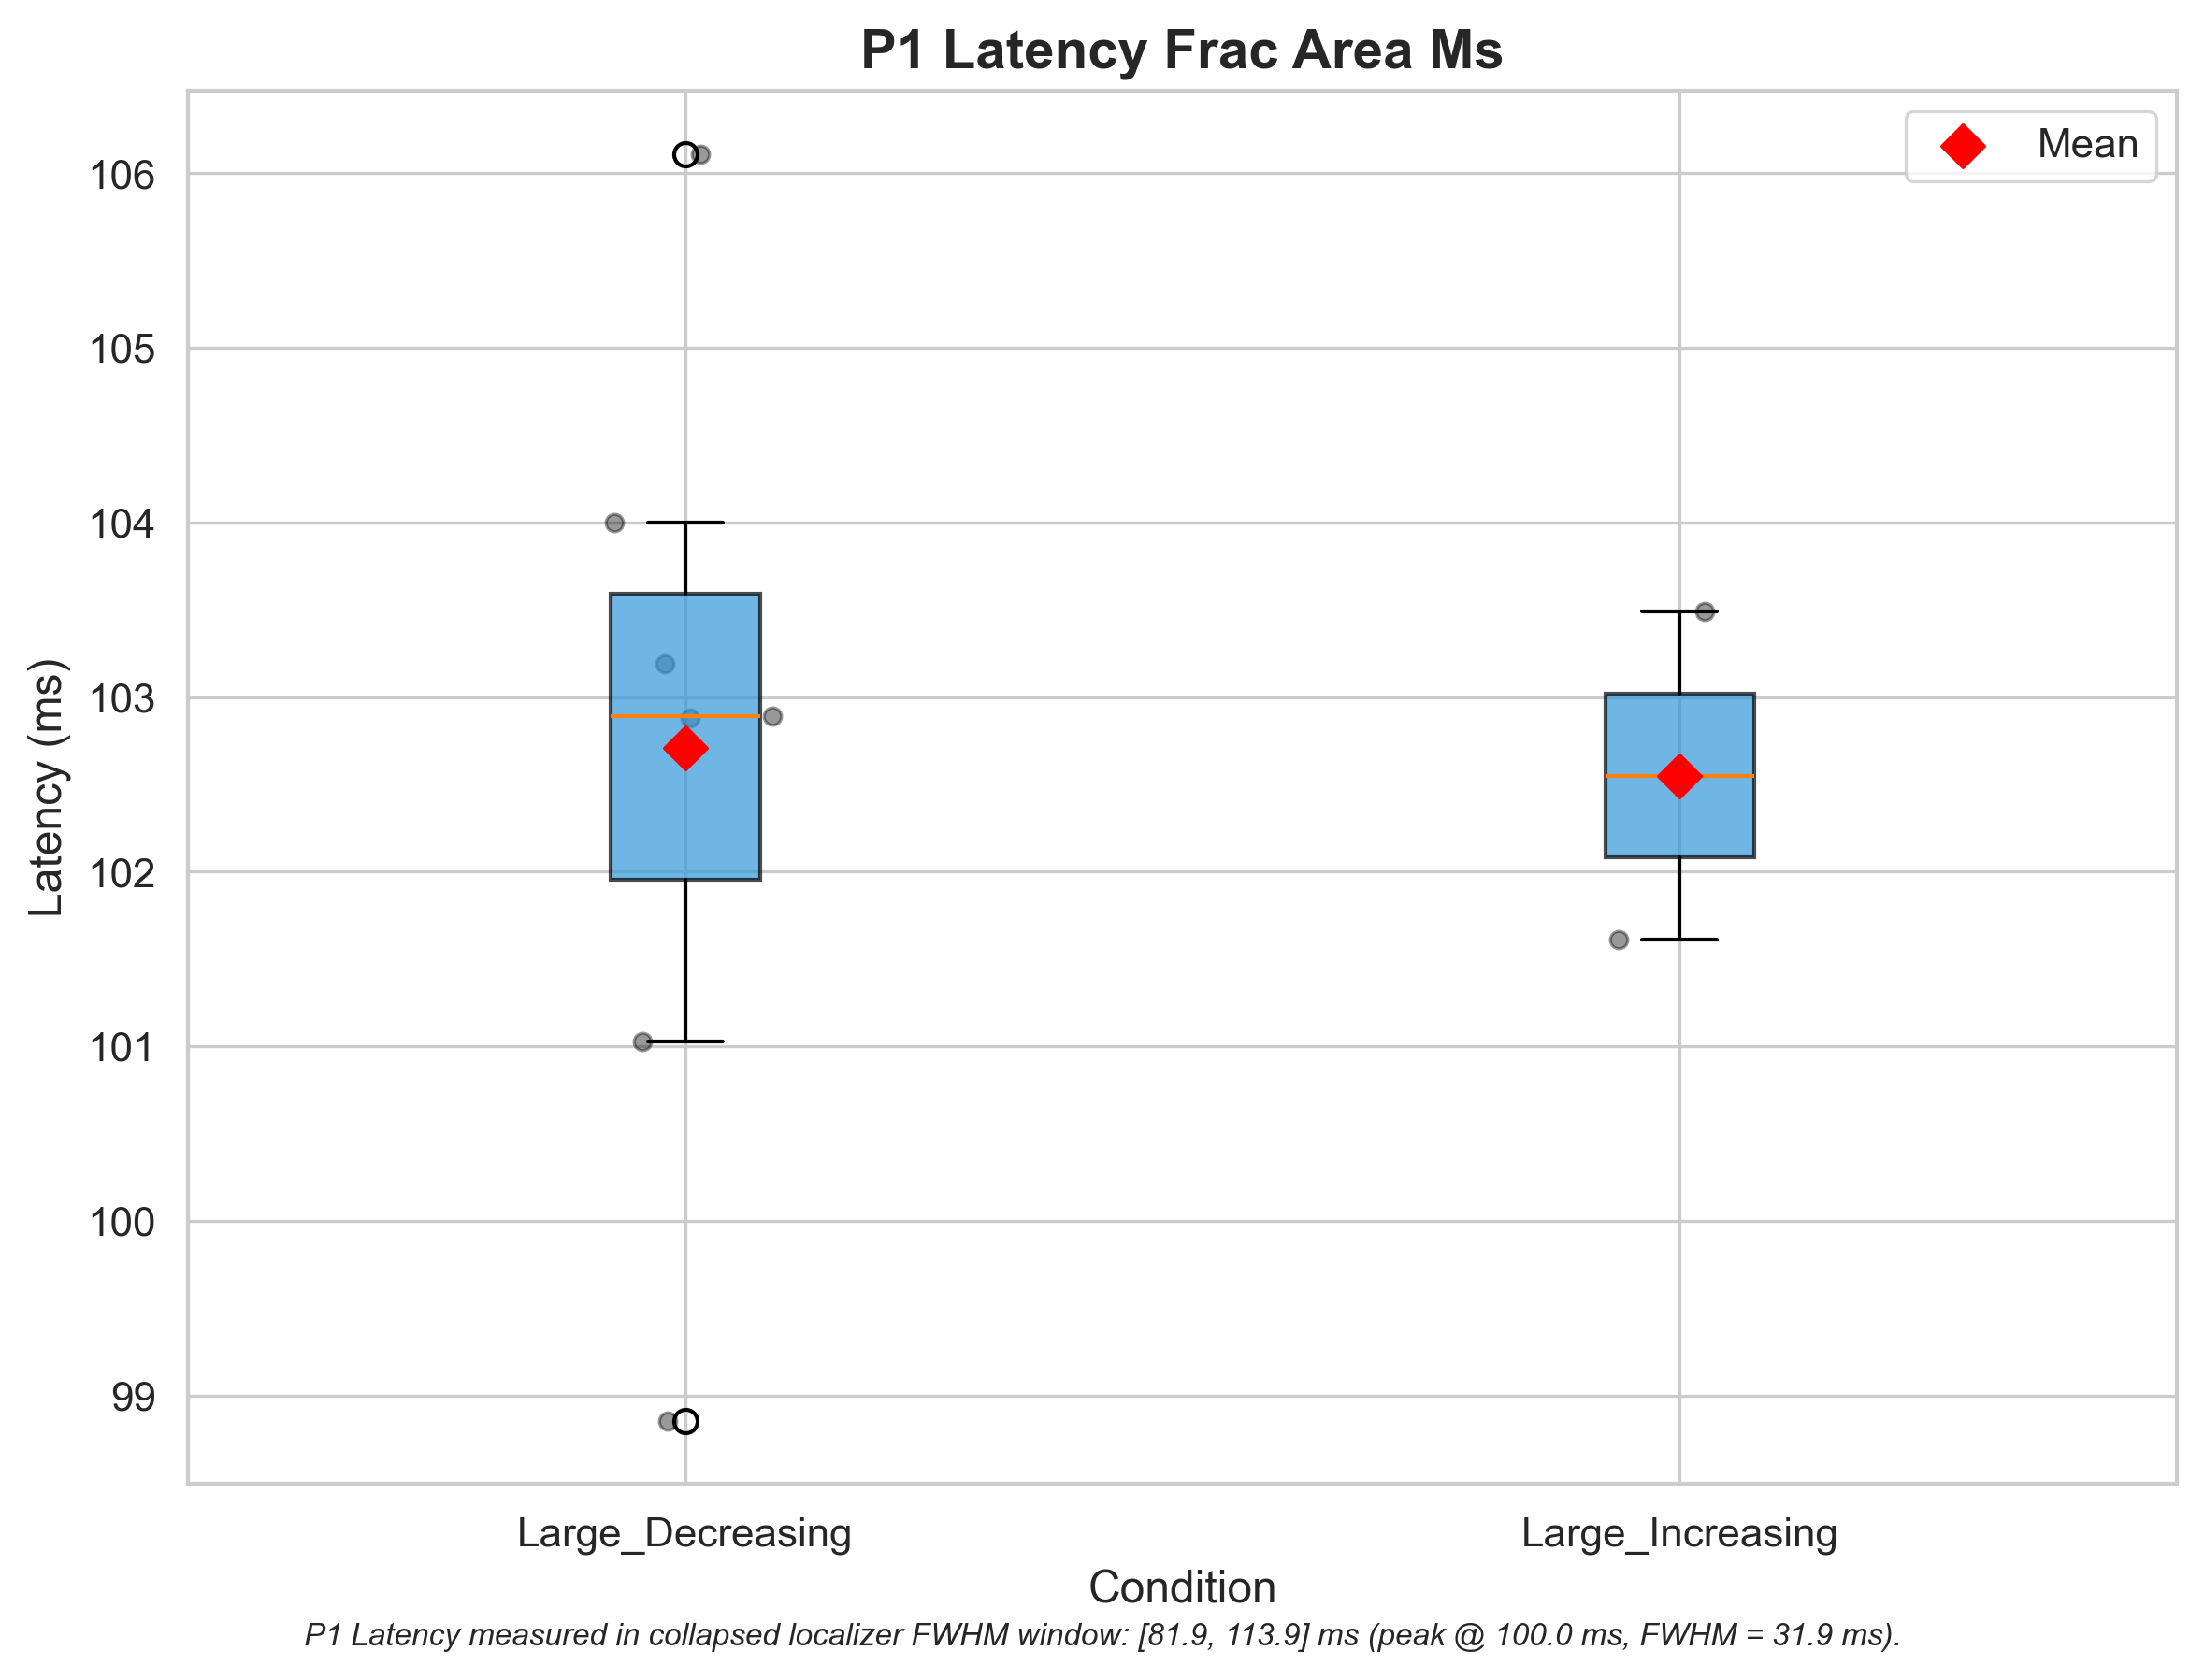 P1 Latency Frac Area Ms
Mean
106
105
104
103
102
101
100
99
Latency (ms)
Large_Decreasing
Large_Increasing
Condition
P1 Latency measured in collapsed localizer FWHM window: [81.9, 113.9] ms (peak @ 100.0 ms, FWHM = 31.9 ms).